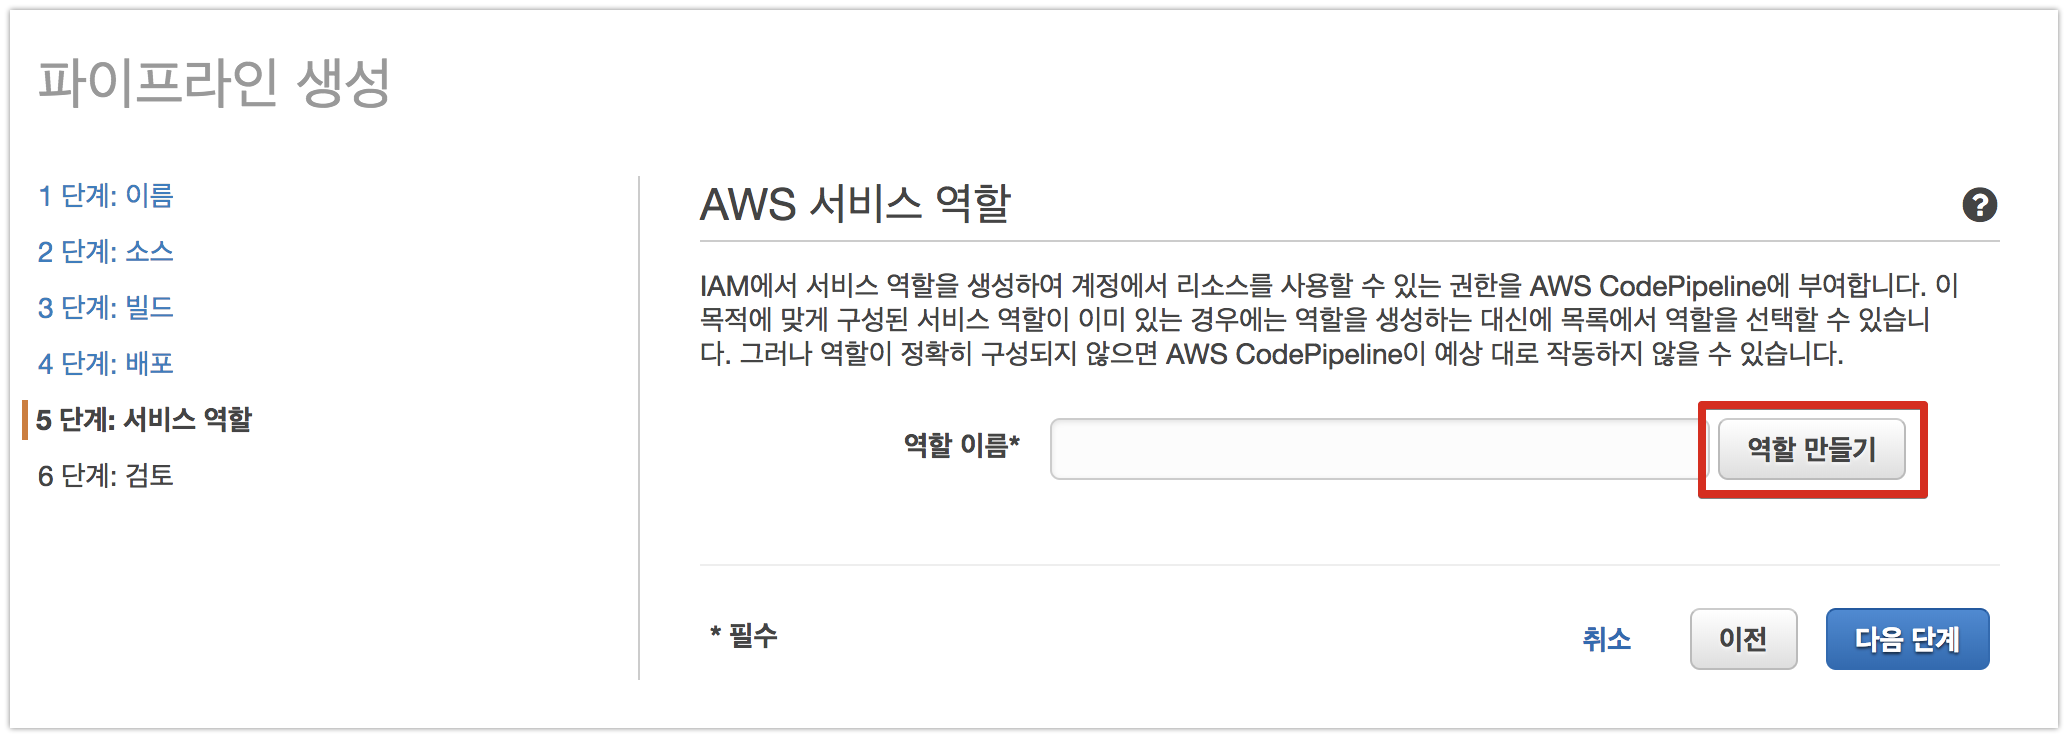 파이프라인 생성
1 단계: 이름
2 단계: 소스
3 단계: 빌드
4 단계: 배포
5 단계: 서비스 역할
6 단계: 검토
AWS 서비스 역할
?
IAM에서 서비스 역할을 생성하여 계정에서 리소스를 사용할 수 있는 권한을 AWS CodePipeline에 부여합니다. 이
목적에 맞게 구성된 서비스 역할이 이미 있는 경우에는 역할을 생성하는 대신에 목록에서 역할을 선택할 수 있습니
다. 그러나 역할이 정확히 구성되지 않으면 AWS CodePipeline이 예상 대로 작동하지 않을 수 있습니다.
역할 이름*
역할 만들기
* 필수
취소
이전
다음 단계